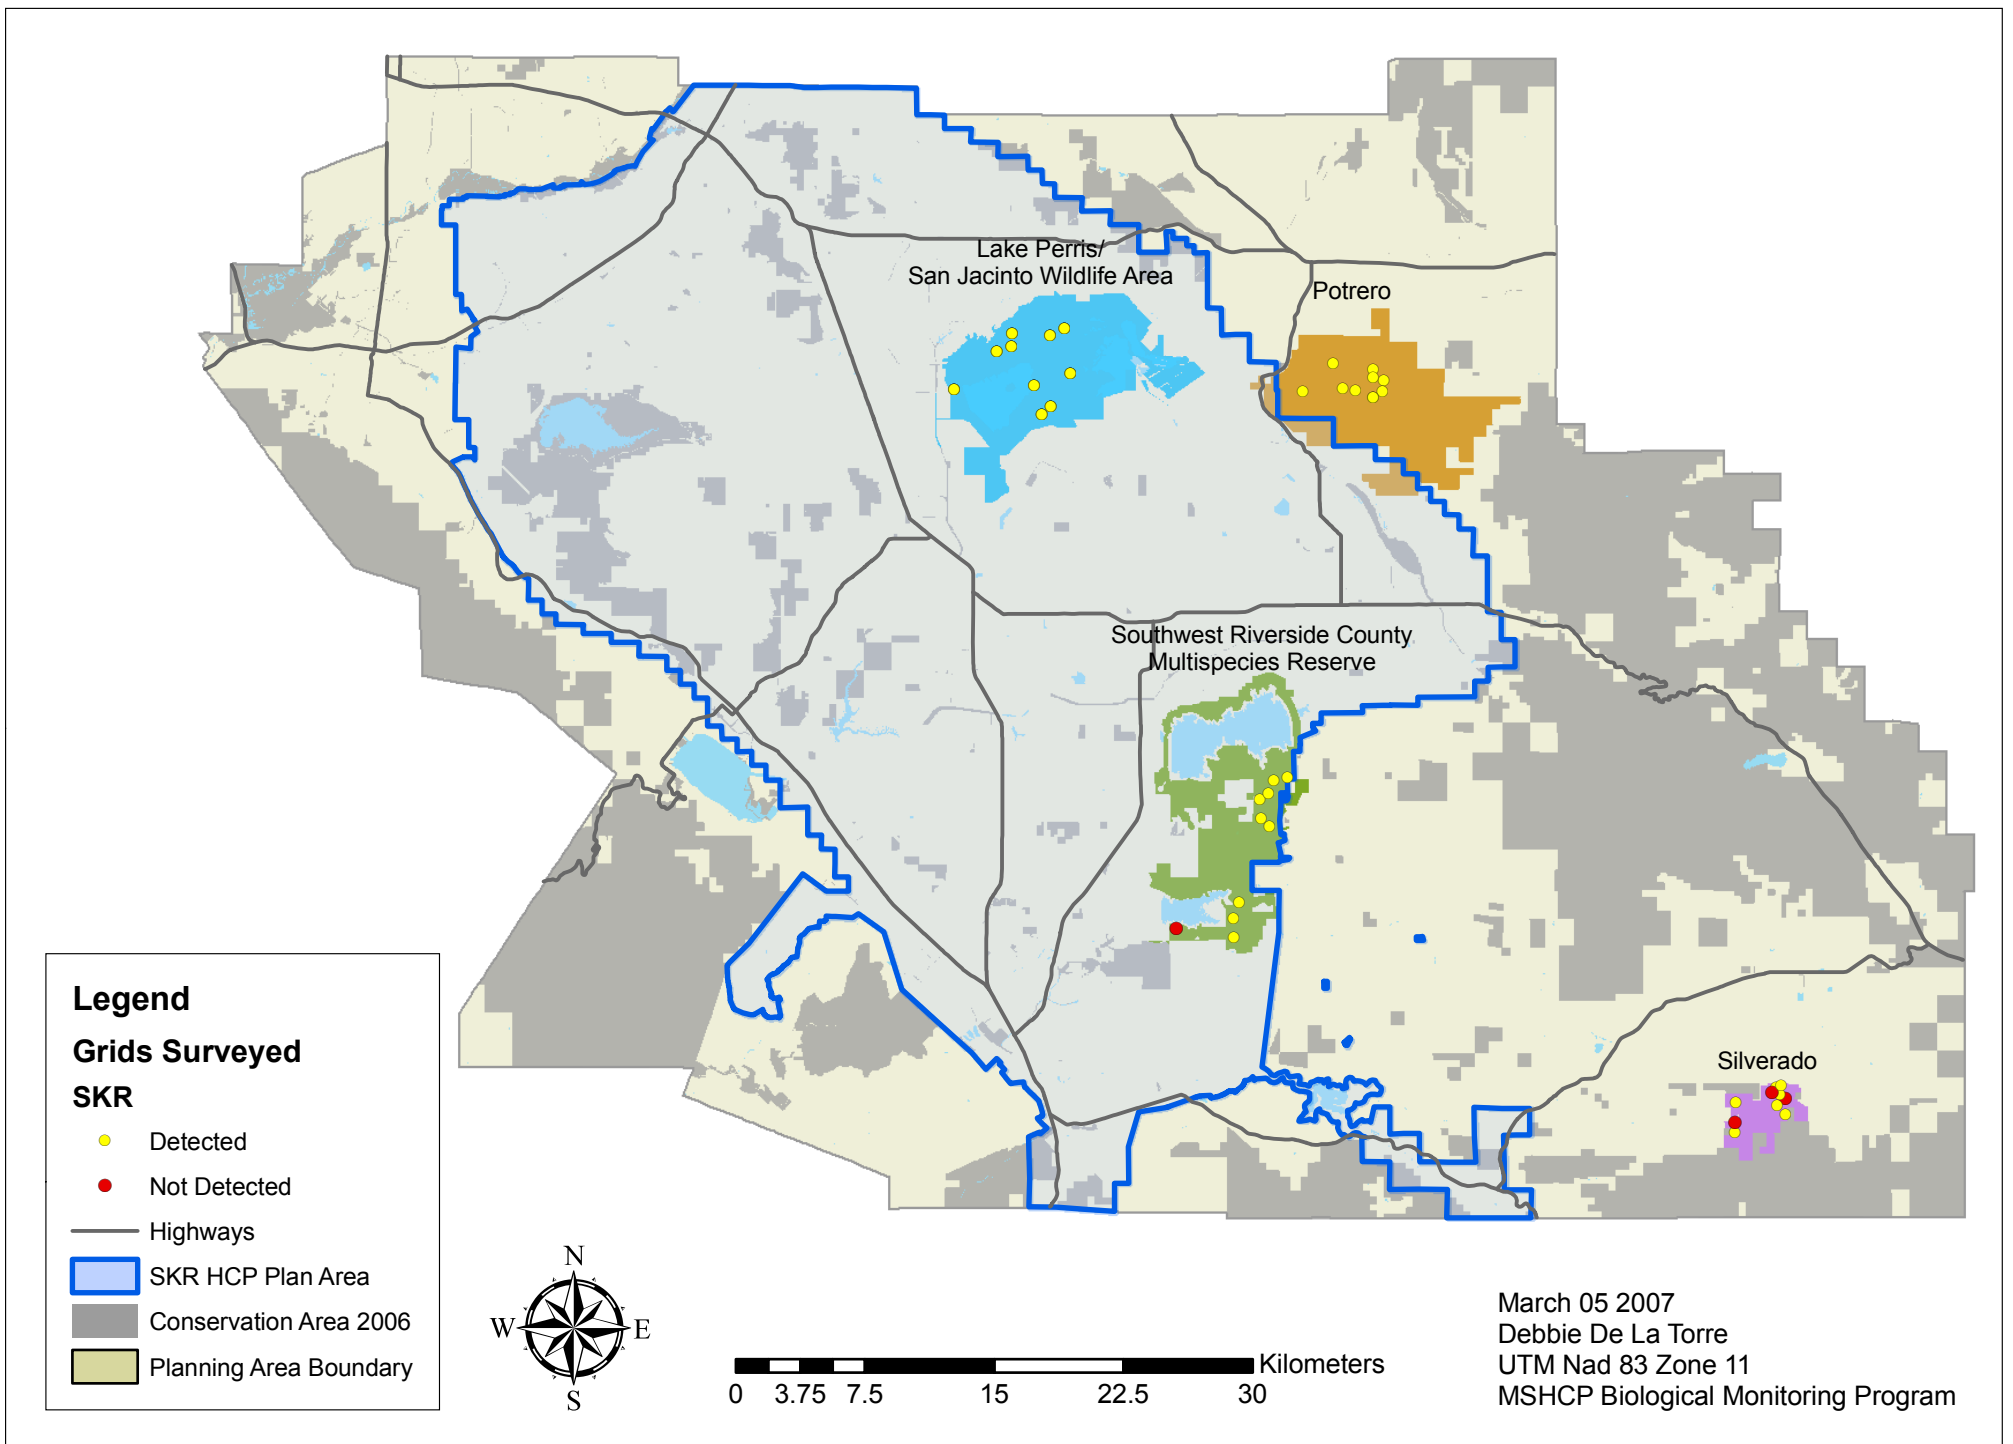 Lake Perris/
San Jacinto Wildlife Area
Potrero
Southwest Riverside County
Multispecies Reserve
Silverado
Legend
Grids Surveyed
SKR
Detected
Not Detected
Highways
SKR HCP Plan Area
Conservation Area 2006
Planning Area Boundary
N
W E
S
Kilometers
0 3.75 7.5 15 22.5 30
March 05 2007
Debbie De La Torre
UTM Nad 83 Zone 11
MSHCP Biological Monitoring Program